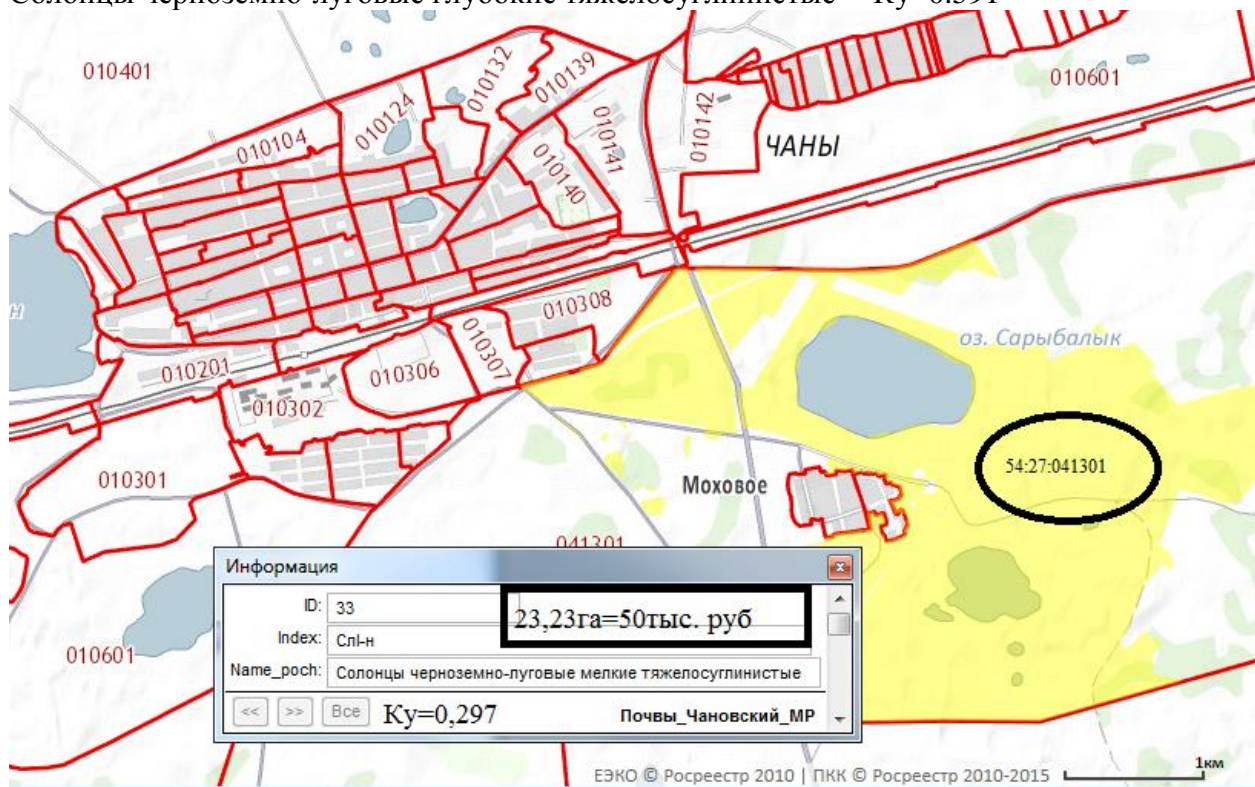 Солонцы черноземно-луговые глубокие тяжелосуглинистые – Ку=0.391
010401
010132
010139
010601
010124
010104
010141
010142
ЧАНЫ
010140
н
010308
оз. Сарыбалык
010307
010201
010306
010302
54:27:041301
010301
Моховое
041301
Информация
ID: 33
23,23га=50тыс. руб
Index: Слl-н
010601
Name_poch: Солонцы черноземно-луговые мелкие тяжелосуглинистые
<< >> Все Ку=0,297 Почвы_Чановский_МР
ЕЭКО © Росреестр 2010 | ПКК © Росреестр 2010-2015 1км